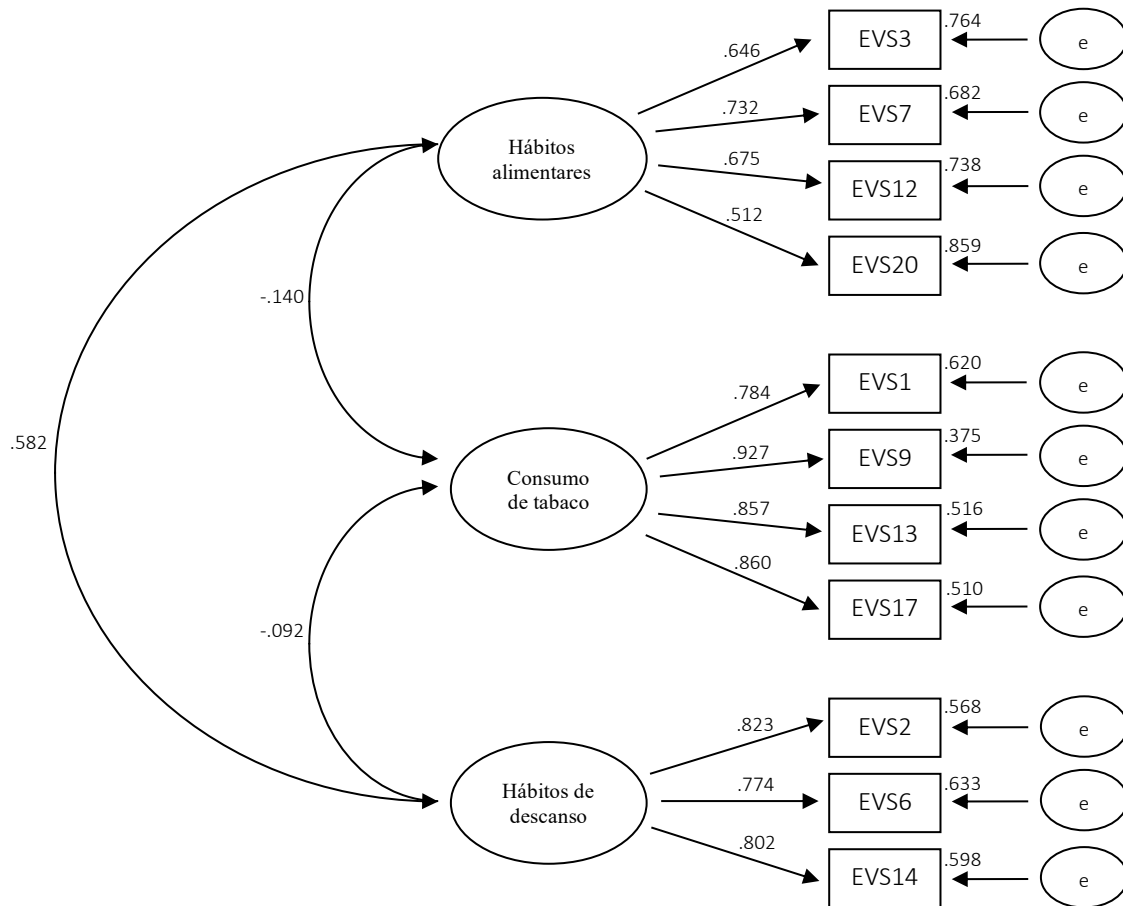 .764
EVS3
e
.646
.682
EVS7
e
.732
Hábitos
alimentares
.675
.738
EVS12
e
.512
.859
EVS20
e
-.140
.620
EVS1
e
.784
.582
.375
EVS9
e
.927
Consumo
de tabaco
.857
.516
EVS13
e
.860
.510
EVS17
e
-.092
.568
EVS2
e
.823
.774
.633
EVS6
e
Hábitos de
descanso
.802
.598
EVS14
e